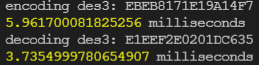 encoding des3: EBEB8171E19A14F7
5.961700081825256 milliseconds
decoding des3: E1EEF2E0201DC635
3.7354999780654907 milliseconds